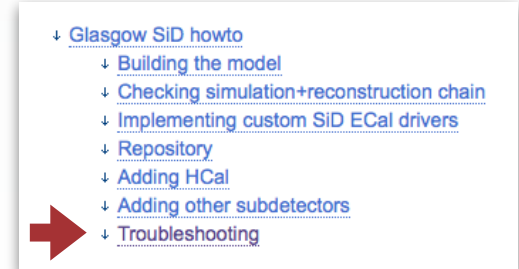 Glasgow SiD howto
Building the model
Checking simulation+reconstruction chain
Implementing custom SiD ECal drivers
Repository
Adding HCal
Adding other subdetectors
Troubleshooting